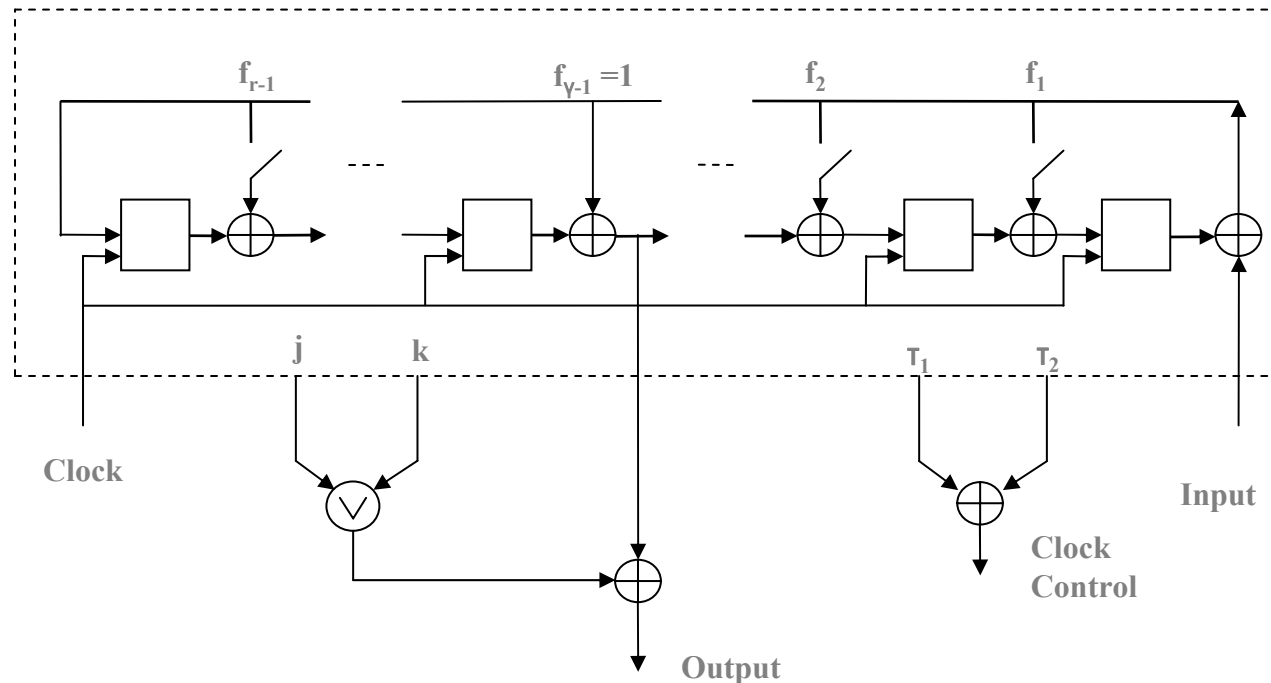 f_{r-1}
f_{γ-1} =1
f_2
f_1
---
---
j
k
τ_1
τ_2
Clock
Input
Clock
Control
Output